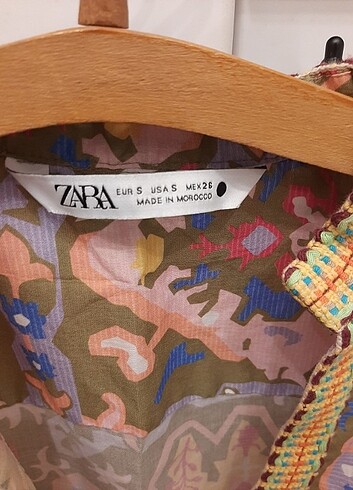 ZARA
EUR S USA S MEX 26
MADE IN MOROCCO